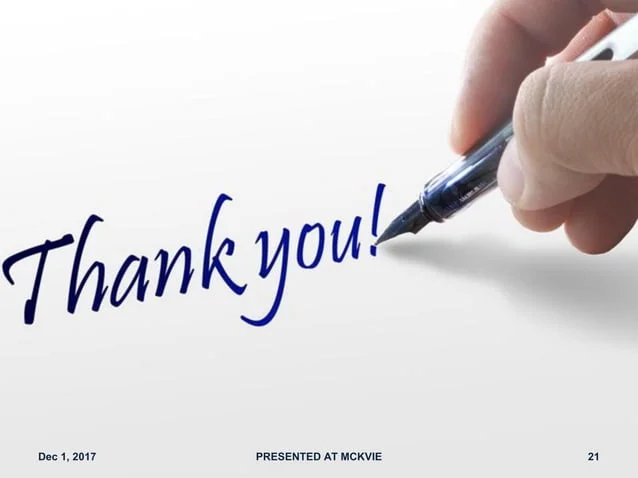 Thank you!
Dec 1, 2017 PRESENTED AT MCKVIE 21